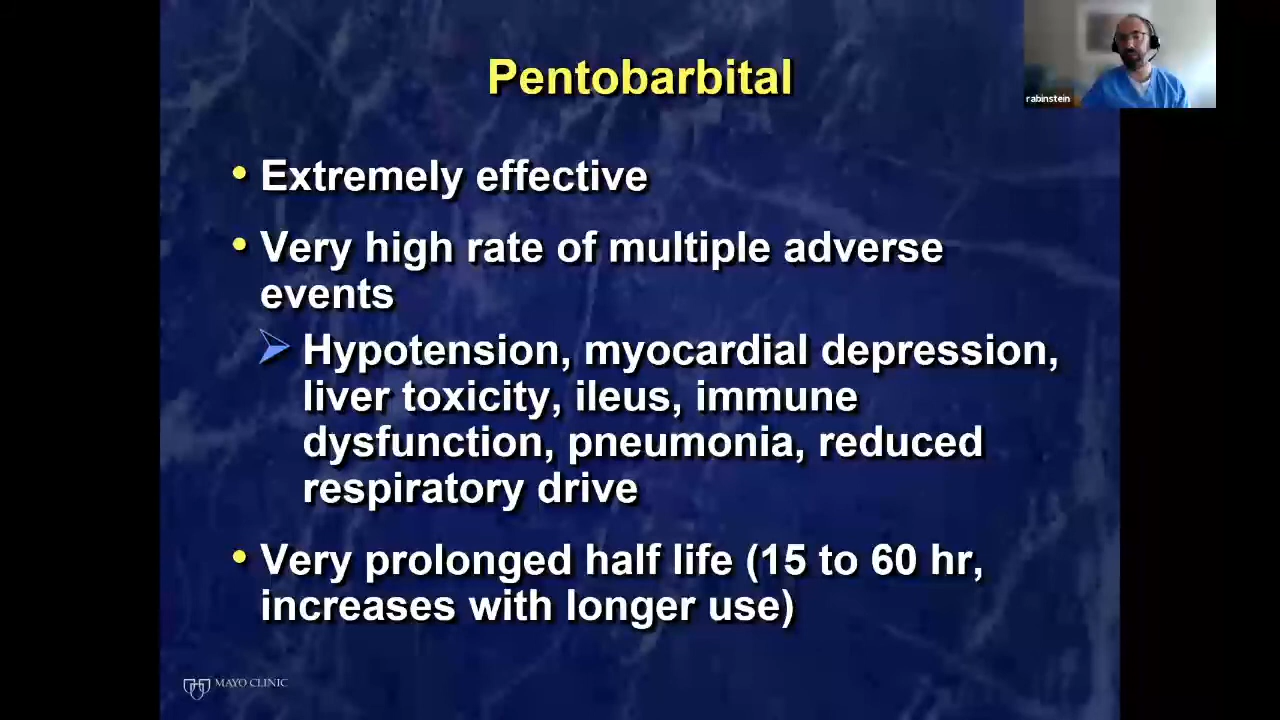 Pentobarbital
rabinstein
• Extremely effective
• Very high rate of multiple adverse
events
Hypotension, myocardial depression,
liver toxicity, ileus, immune
dysfunction, pneumonia, reduced
respiratory drive
• Very prolonged half life (15 to 60 hr,
increases with longer use)
MAYO CLINIC